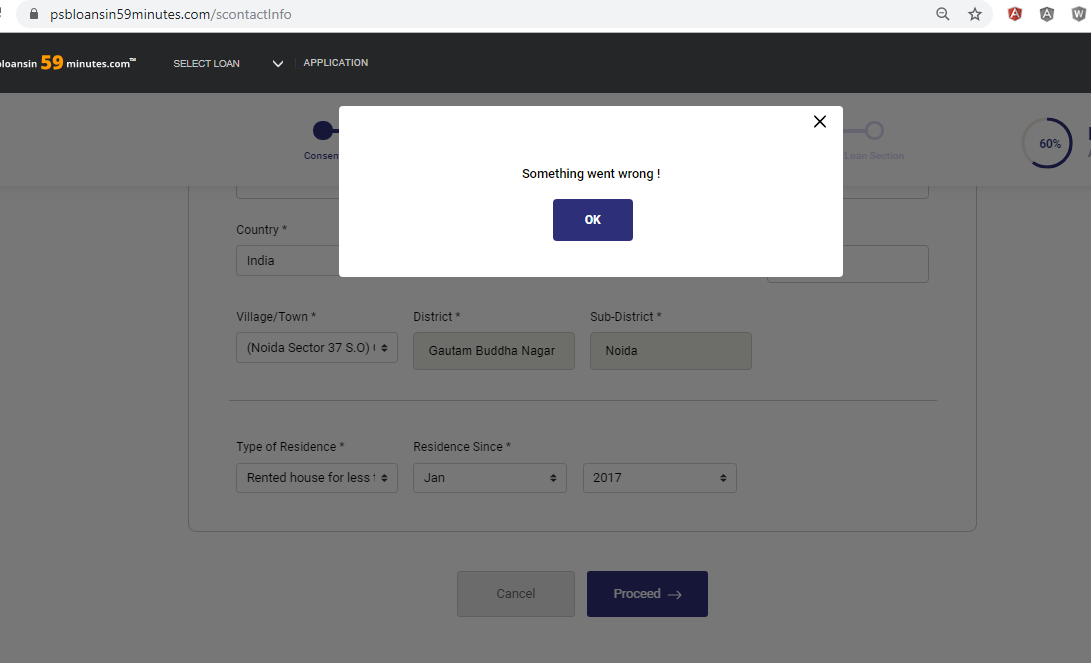 psbloansin59minutes.com/scontactInfo
loansin 59 minutes.com™
SELECT LOAN
APPLICATION
Consen
Loan Section
60%
Something went wrong !
OK
Country *
India
Village/Town *
District *
Sub-District *
(Noida Sector 37 S.O)
Gautam Buddha Nagar
Noida
Type of Residence *
Residence Since *
Rented house for less
Jan
2017
Cancel
Proceed →